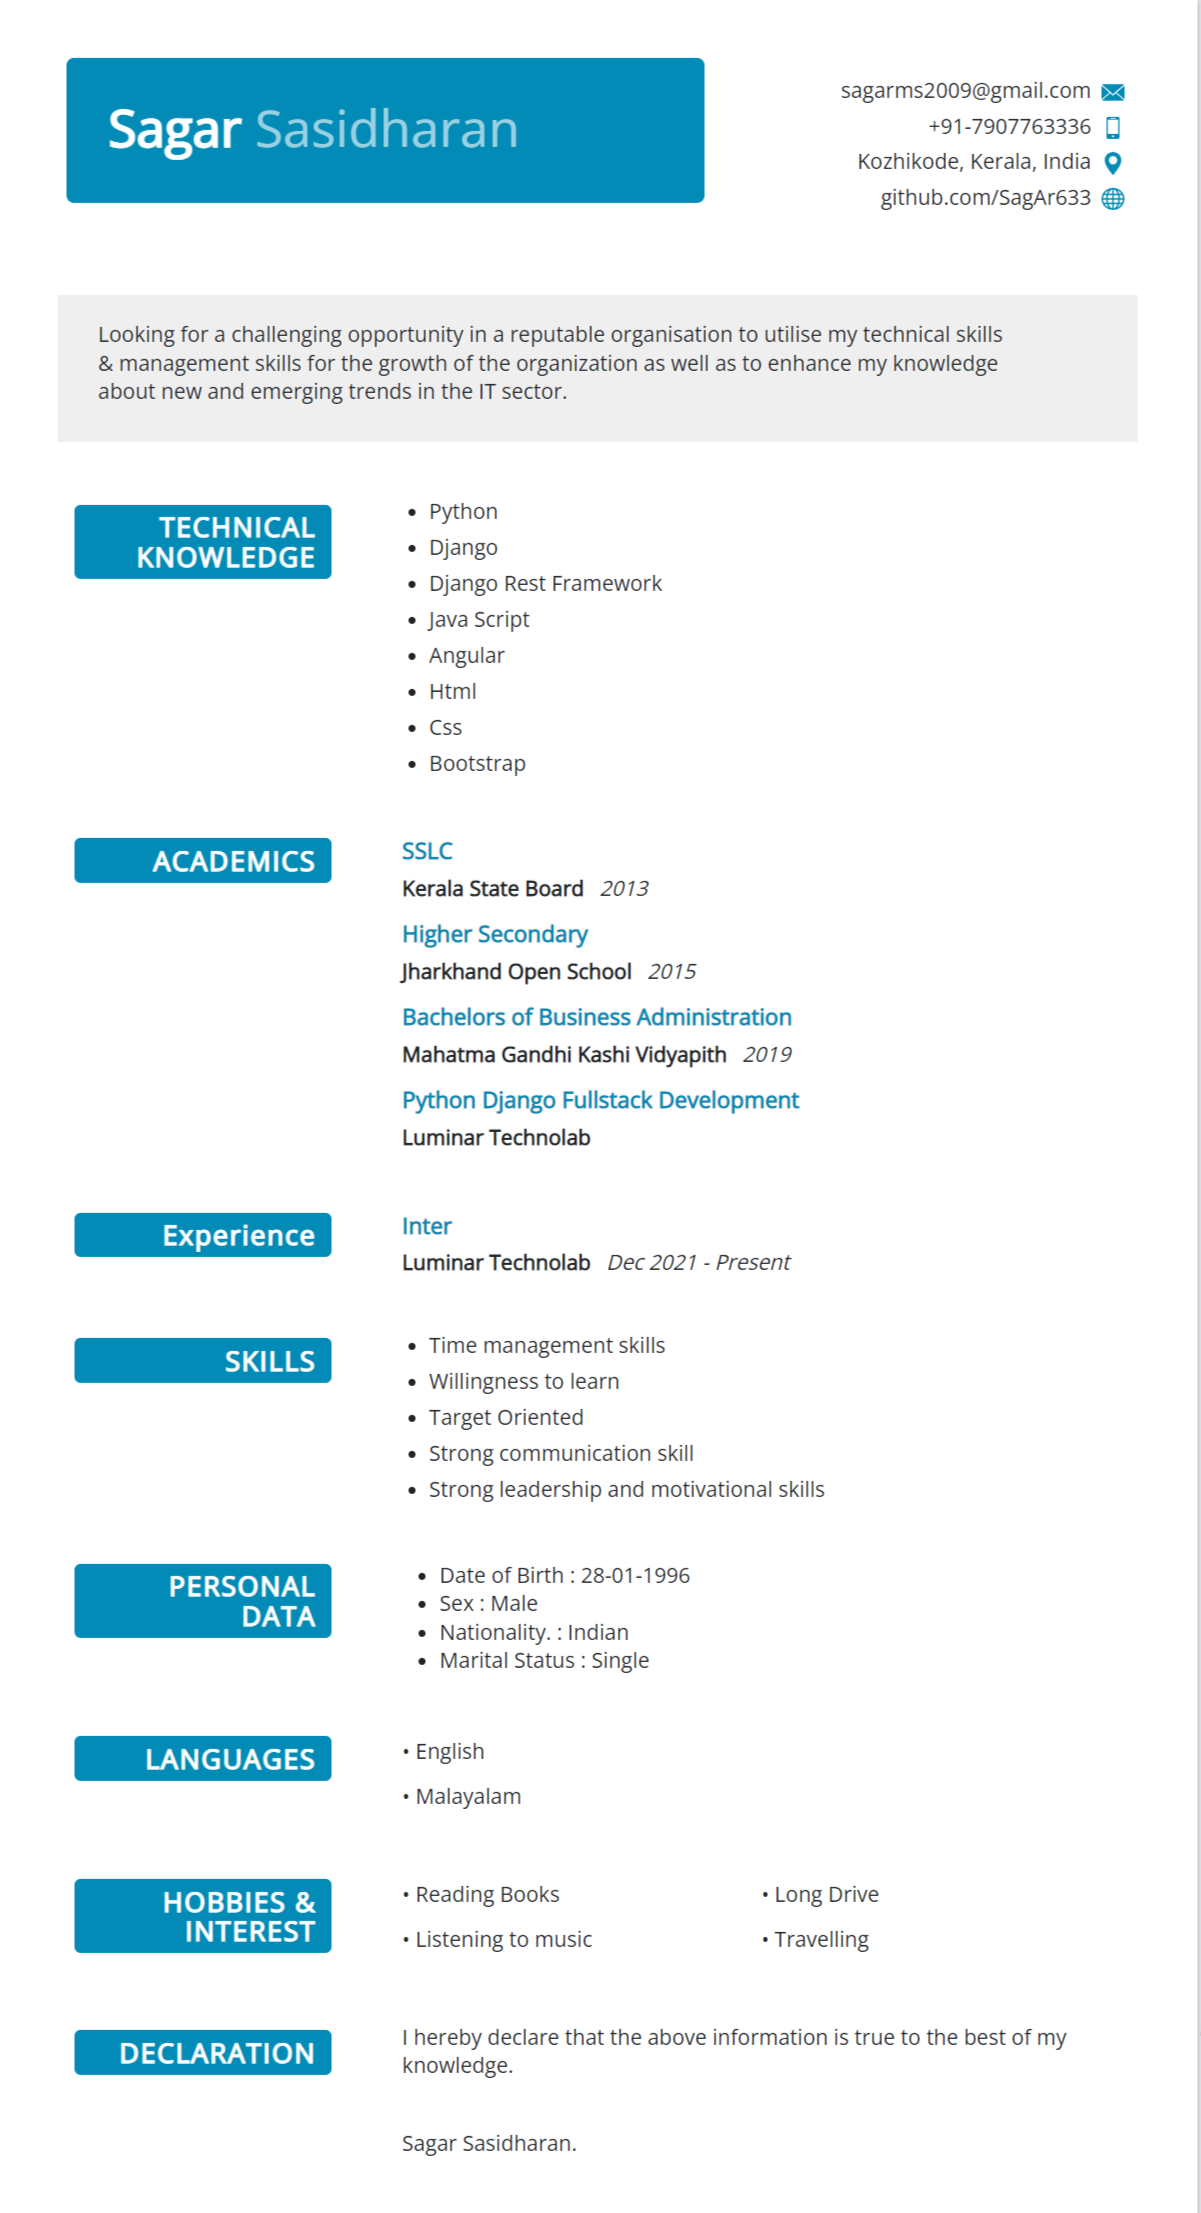 Sagar Sasidharan
sagarms2009@gmail.com
+91-7907763336
Kozhikode, Kerala, India
github.com/SagAr633
Looking for a challenging opportunity in a reputable organisation to utilise my technical skills
& management skills for the growth of the organization as well as to enhance my knowledge
about new and emerging trends in the IT sector.
TECHNICAL
KNOWLEDGE
• Python
• Django
• Django Rest Framework
• Java Script
• Angular
• Html
• Css
• Bootstrap
ACADEMICS
SSLC
Kerala State Board 2013
Higher Secondary
Jharkhand Open School 2015
Bachelors of Business Administration
Mahatma Gandhi Kashi Vidyapith 2019
Python Django Fullstack Development
Luminar Technolab
Experience
Inter
Luminar Technolab Dec 2021 - Present
SKILLS
• Time management skills
• Willingness to learn
• Target Oriented
• Strong communication skill
• Strong leadership and motivational skills
PERSONAL
DATA
• Date of Birth : 28-01-1996
• Sex : Male
• Nationality. : Indian
• Marital Status : Single
LANGUAGES
• English
• Malayalam
HOBBIES &
INTEREST
• Reading Books
• Long Drive
• Listening to music
• Travelling
DECLARATION
I hereby declare that the above information is true to the best of my
knowledge.
Sagar Sasidharan.